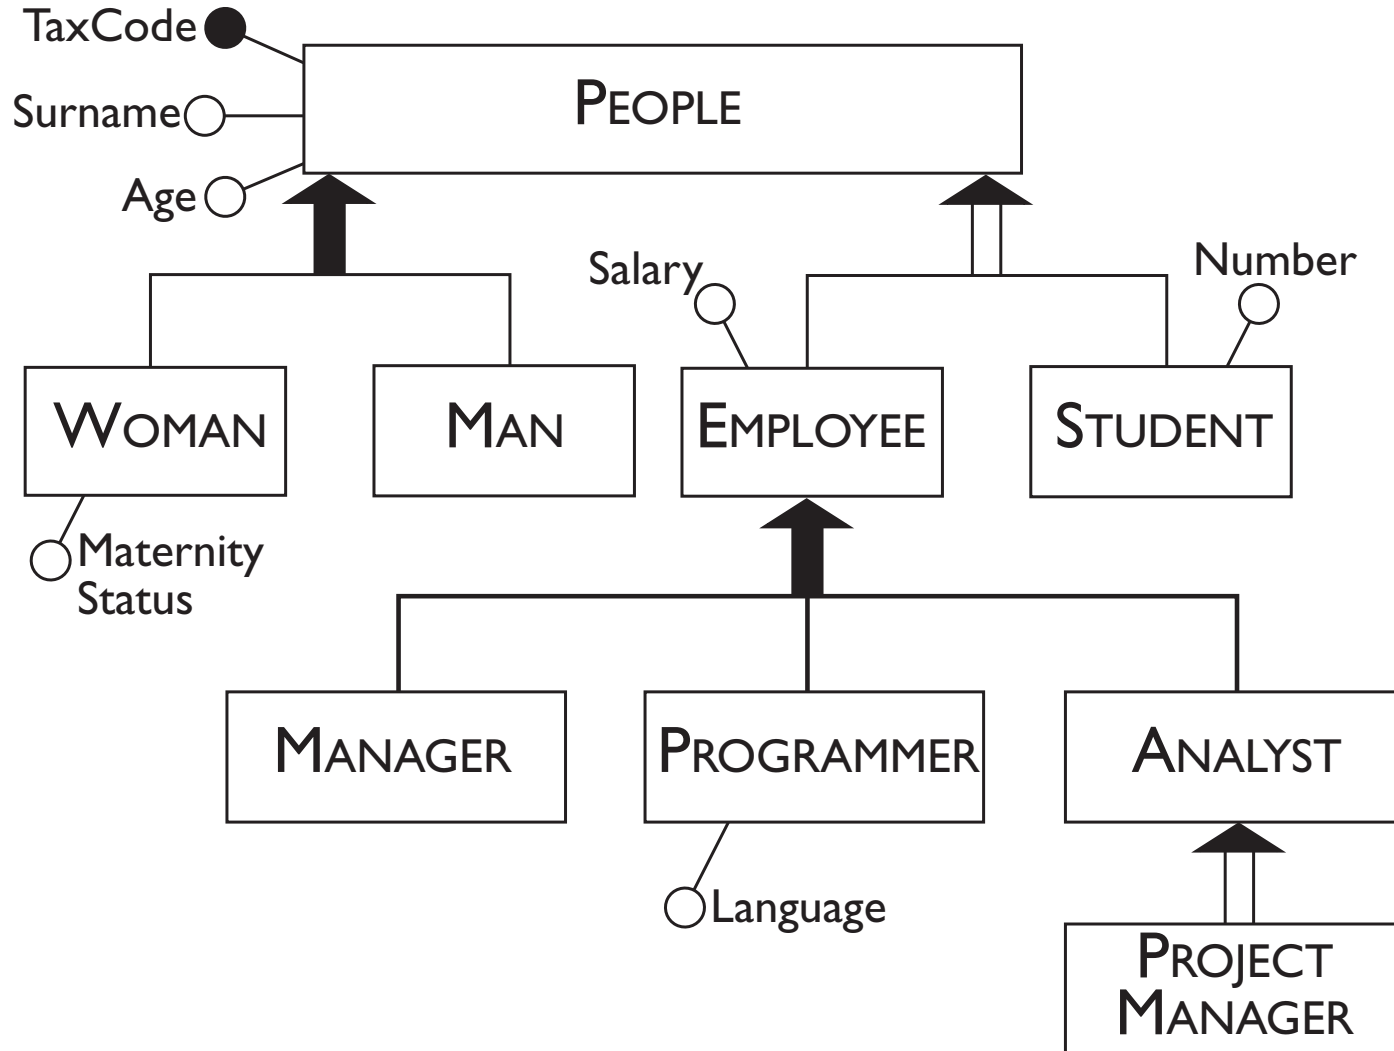 TaxCode
PEOPLE
Surname
Age
Salary
Number
WOMAN
MAN
EMPLOYEE
STUDENT
Maternity
Status
MANAGER
PROGRAMMER
ANALYST
Language
PROJECT
MANAGER